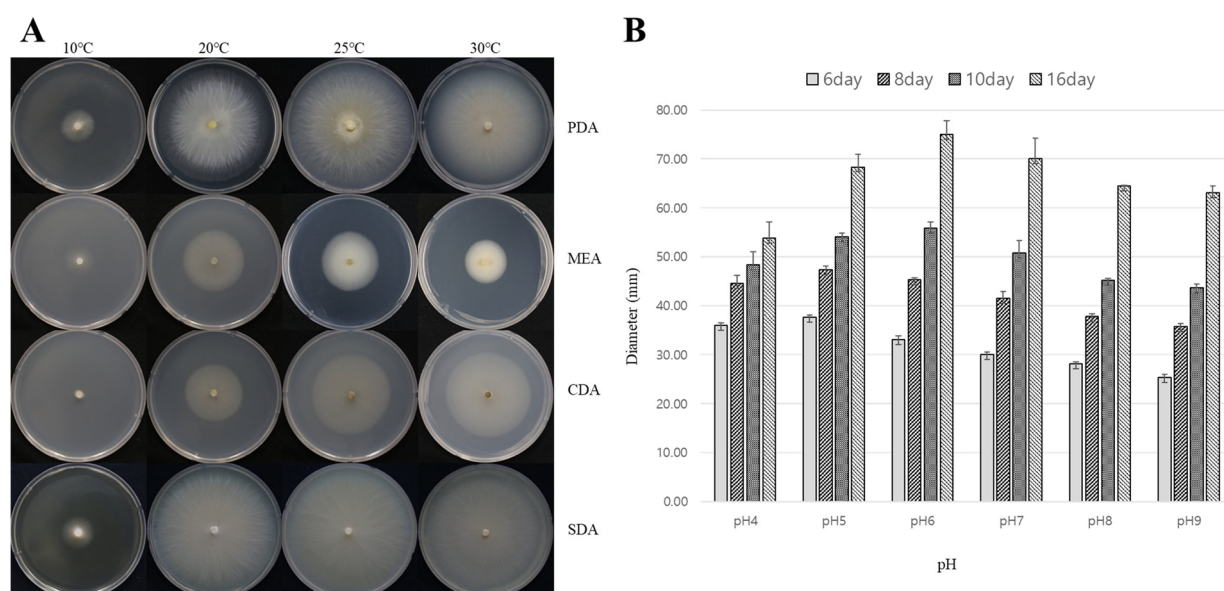 A
10℃ 20℃ 25℃ 30℃
PDA
MEA
CDA
SDA
B
6day 8day 10day 16day
Diameter (mm)
80.00
70.00
60.00
50.00
40.00
30.00
20.00
10.00
0.00
pH4 pH5 pH6 pH7 pH8 pH9
pH